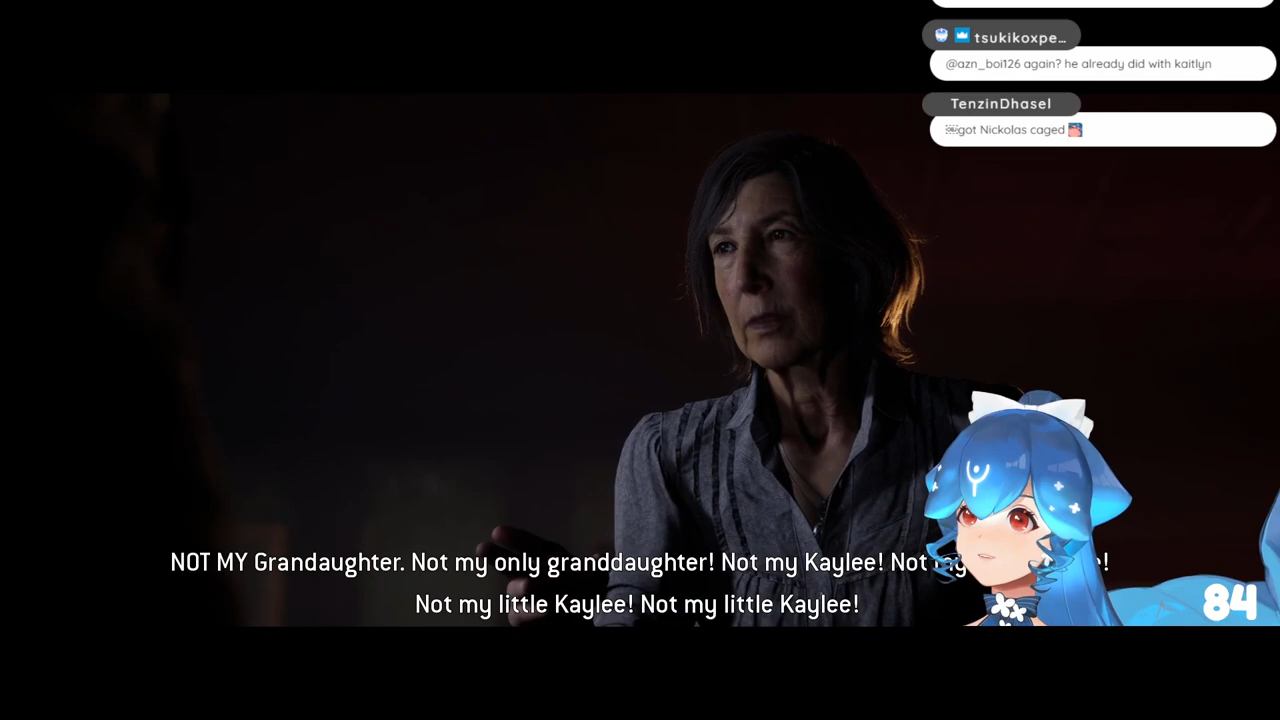 tsukikoxpe…
@azn_boi126 again? he already did with kaitlyn
TenzinDhasel
got Nickolas caged
NOT MY Grandaughter. Not my only granddaughter! Not my Kaylee! Not my e!
Not my little Kaylee! Not my little Kaylee!
84